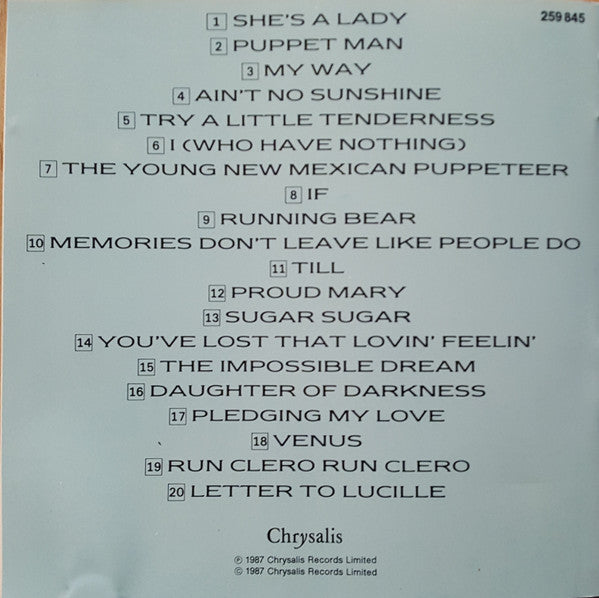 1 SHE'S A LADY
259 845
2 PUPPET MAN
3 MY WAY
4 AIN'T NO SUNSHINE
5 TRY A LITTLE TENDERNESS
6 I (WHO HAVE NOTHING)
7 THE YOUNG NEW MEXICAN PUPPETEER
8 IF
9 RUNNING BEAR
10 MEMORIES DON'T LEAVE LIKE PEOPLE DO
11 TILL
12 PROUD MARY
13 SUGAR SUGAR
14 YOU'VE LOST THAT LOVIN' FEELIN'
15 THE IMPOSSIBLE DREAM
16 DAUGHTER OF DARKNESS
17 PLEDGING MY LOVE
18 VENUS
19 RUN CLERO RUN CLERO
20 LETTER TO LUCILLE
Chrysalis
℗ 1987 Chrysalis Records Limited
© 1987 Chrysalis Records Limited